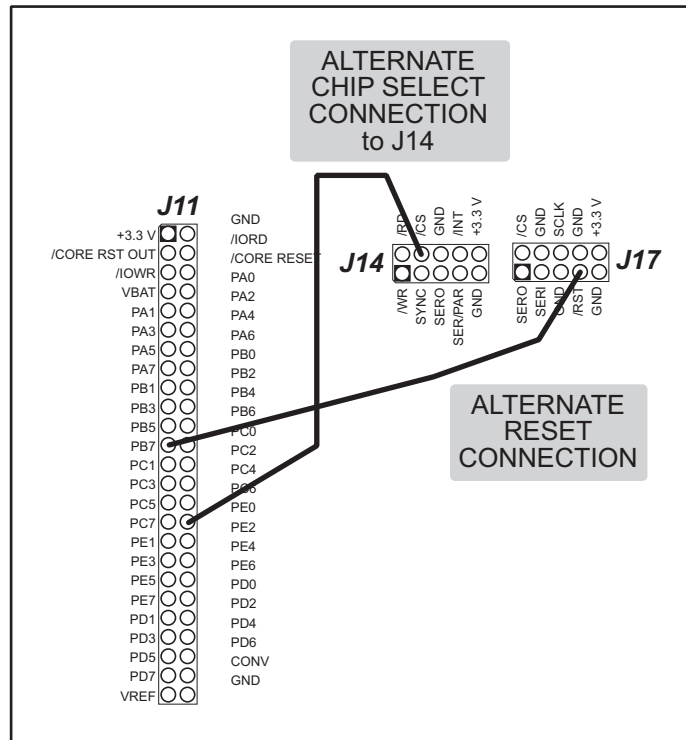 ALTERNATE
CHIP SELECT
CONNECTION
to J14
J11
+3.3 V
/CORE RST OUT
/IOWR
VBAT
PA1
PA3
PA5
PA7
PB1
PB3
PB5
PB7
PC1
PC3
PC5
PC7
PE1
PE3
PE5
PE7
PD1
PD3
PD5
PD7
VREF
GND
/IORD
/CORE RESET
PA0
PA2
PA4
PA6
PB0
PB2
PB4
PB6
PC0
PC2
PC4
PC6
PE0
PE2
PE4
PE6
PD0
PD2
PD4
PD6
CONV
GND
J14
/RD
/CS
GND
/INT
+3.3 V
/WR
SYNC
SERO
SER/PAR
GND
J17
/CS
GND
SCLK
GND
+3.3 V
SERO
SERI
GND
/RST
GND
ALTERNATE
RESET
CONNECTION